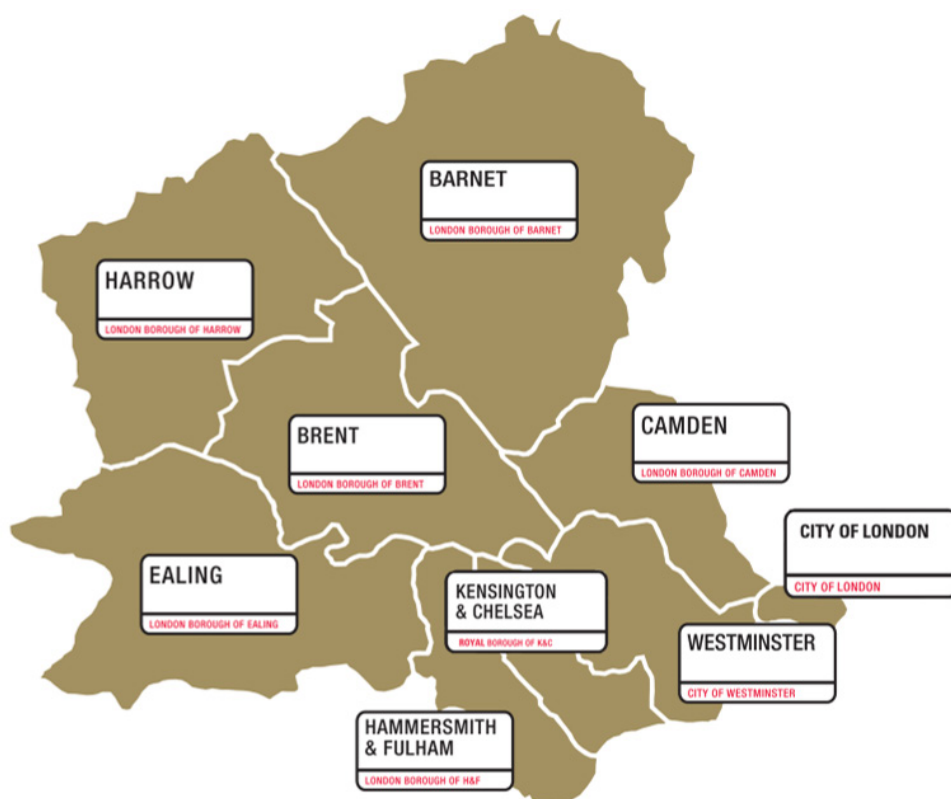 BARNET
LONDON BOROUGH OF BARNET
HARROW
LONDON BOROUGH OF HARROW
BRENT
LONDON BOROUGH OF BRENT
CAMDEN
LONDON BOROUGH OF CAMDEN
CITY OF LONDON
CITY OF LONDON
EALING
LONDON BOROUGH OF EALING
KENSINGTON
& CHELSEA
ROYAL BOROUGH OF K&C
WESTMINSTER
CITY OF WESTMINSTER
HAMMERSMITH
& FULHAM
LONDON BOROUGH OF H&F